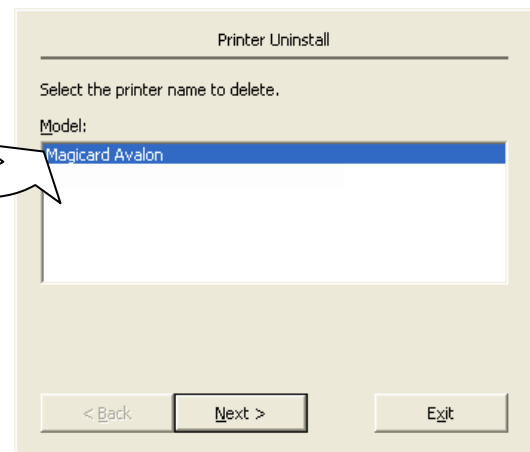 Printer Uninstall
Select the printer name to delete.
Model:
Magicard Avalon
< Back
Next >
Exit